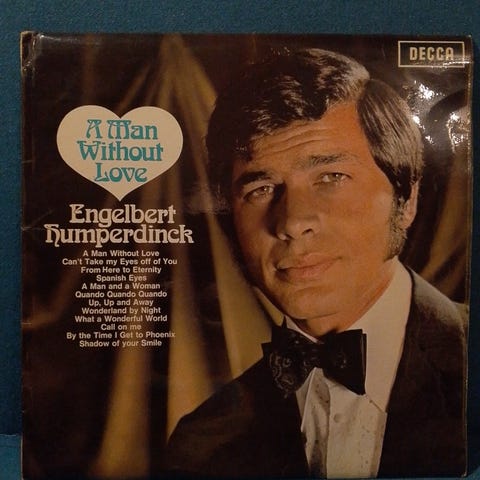 DECCA
A Man
Without
Love
Engelbert
Humperdinck
A Man Without Love
Can't Take my Eyes off of You
From Here to Eternity
Spanish Eyes
A Man and a Woman
Quando Quando Quando
Up, Up and Away
Wonderland by Night
What a Wonderful World
Call on me
By the Time I Get to Phoenix
Shadow of your Smile